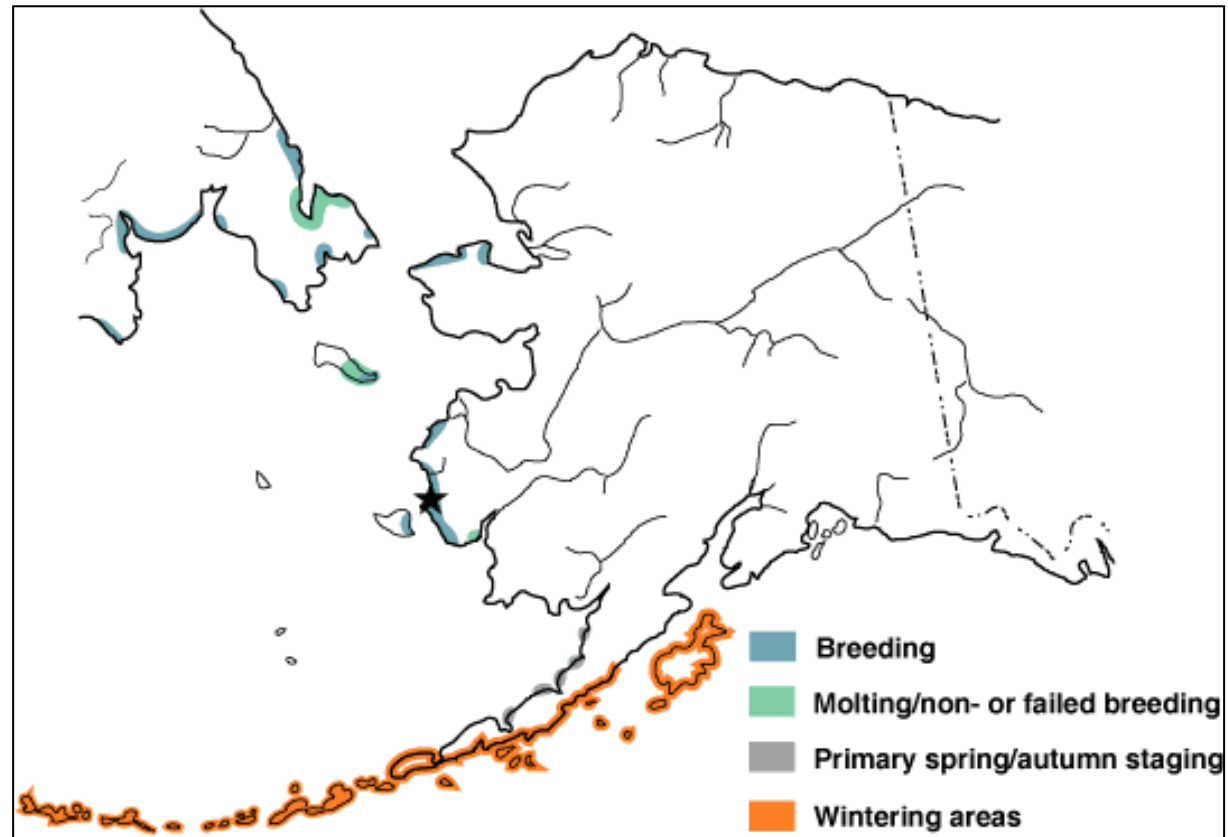 Breeding
Molting/non- or failed breeding
Primary spring/autumn staging
Wintering areas